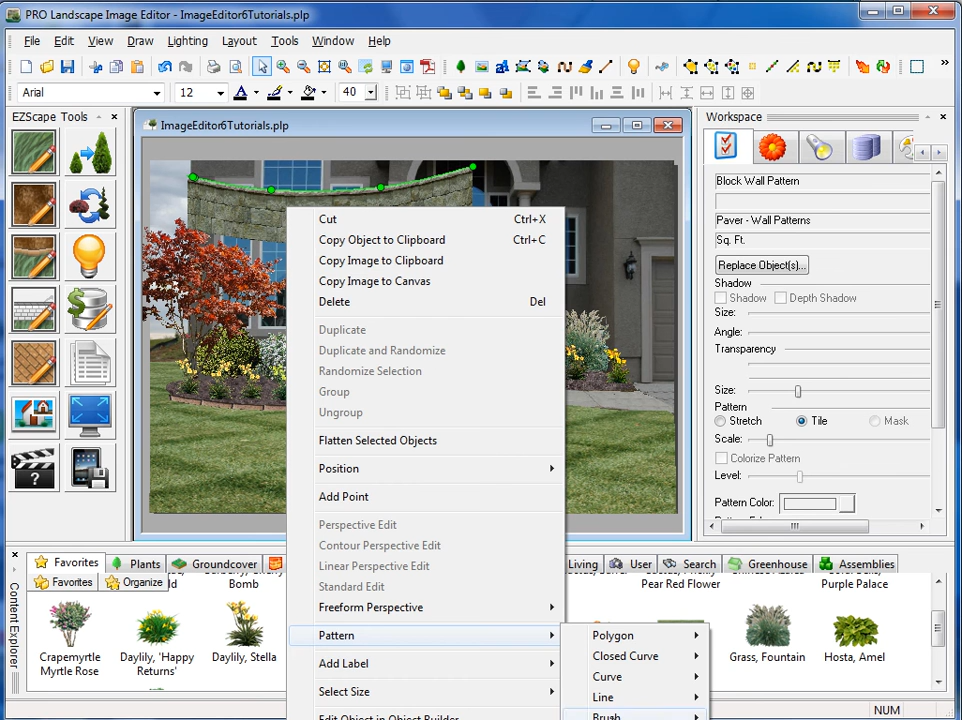 PRO Landscape Image Editor - ImageEditor6Tutorials.plp
File Edit View Draw Lighting Layout Tools Window Help
Arial 12 40
EZScape Tools
ImageEditor6Tutorials.plp
Workspace
Block Wall Pattern
Paver - Wall Patterns
Sq. Ft.
Replace Object(s)...
Shadow
Shadow Depth Shadow
Size:
Angle:
Transparency
Size:
Pattern
Stretch Tile Mask
Scale:
Colorize Pattern
Level:
Pattern Color:
Cut Ctrl+X
Copy Object to Clipboard Ctrl+C
Copy Image to Clipboard
Copy Image to Canvas
Delete Del
Duplicate
Duplicate and Randomize
Randomize Selection
Group
Ungroup
Flatten Selected Objects
Position
Add Point
Perspective Edit
Contour Perspective Edit
Linear Perspective Edit
Standard Edit
Freeform Perspective
Pattern
Add Label
Select Size
Edit Object in Object Builder
Polygon
Closed Curve
Curve
Line
Brush
Content Explorer
Favorites Plants Groundcover Living User Search Greenhouse Assemblies
Favorites Organize
Bomb
Pear Red Flower
Purple Palace
Crapemyrtle
Myrtle Rose
Daylily, 'Happy
Returns'
Daylily, Stella
Grass, Fountain
Hosta, Amel
NUM